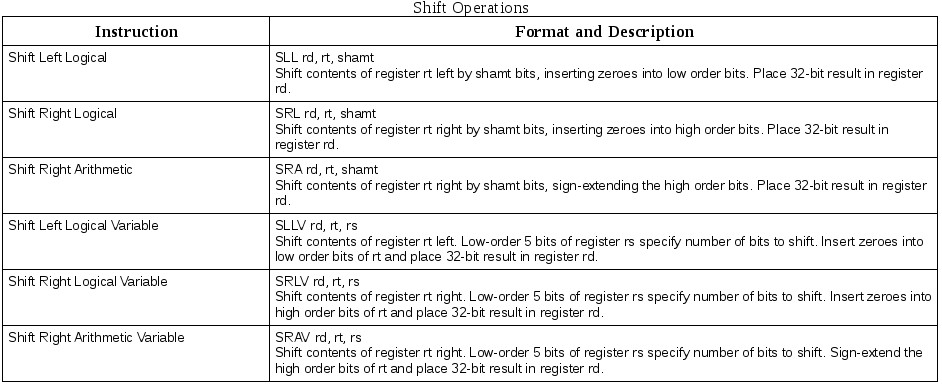 Shift Operations
Instruction
Format and Description
Shift Left Logical
SLL rd, rt, shamt
Shift contents of register rt left by shamt bits, inserting zeroes into low order bits. Place 32-bit result in register
rd.
Shift Right Logical
SRL rd, rt, shamt
Shift contents of register rt right by shamt bits, inserting zeroes into high order bits. Place 32-bit result in
register rd.
Shift Right Arithmetic
SRA rd, rt, shamt
Shift contents of register rt right by shamt bits, sign-extending the high order bits. Place 32-bit result in register
rd.
Shift Left Logical Variable
SLLV rd, rt, rs
Shift contents of register rt left. Low-order 5 bits of register rs specify number of bits to shift. Insert zeroes into
low order bits of rt and place 32-bit result in register rd.
Shift Right Logical Variable
SRLV rd, rt, rs
Shift contents of register rt right. Low-order 5 bits of register rs specify number of bits to shift. Insert zeroes into
high order bits of rt and place 32-bit result in register rd.
Shift Right Arithmetic Variable
SRAV rd, rt, rs
Shift contents of register rt right. Low-order 5 bits of register rs specify number of bits to shift. Sign-extend the
high order bits of rt and place 32-bit result in register rd.